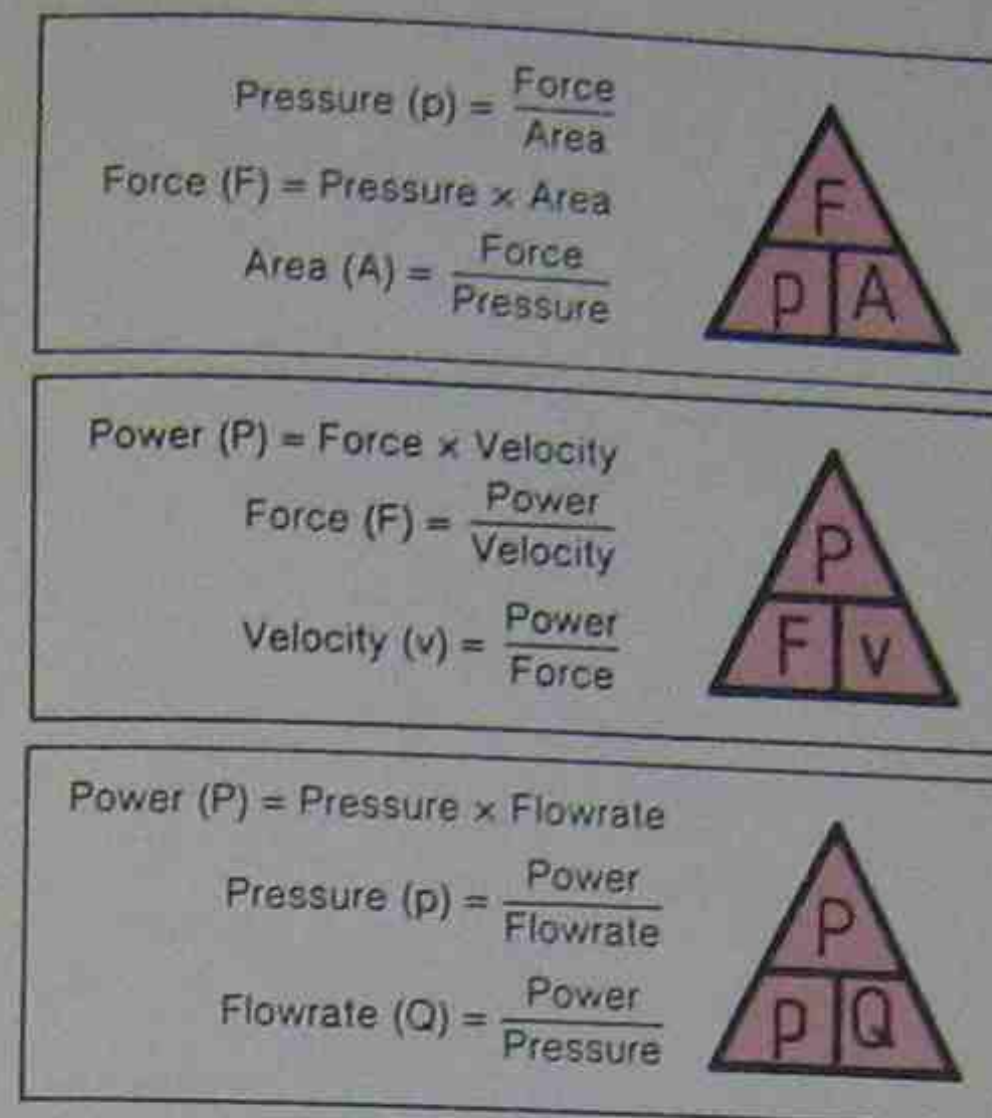 Pressure (p) = Force / Area
Force (F) = Pressure × Area
Area (A) = Force / Pressure
F
p A
Power (P) = Force × Velocity
Force (F) = Power / Velocity
Velocity (v) = Power / Force
P
F v
Power (P) = Pressure × Flowrate
Pressure (p) = Power / Flowrate
Flowrate (Q) = Power / Pressure
P
p Q